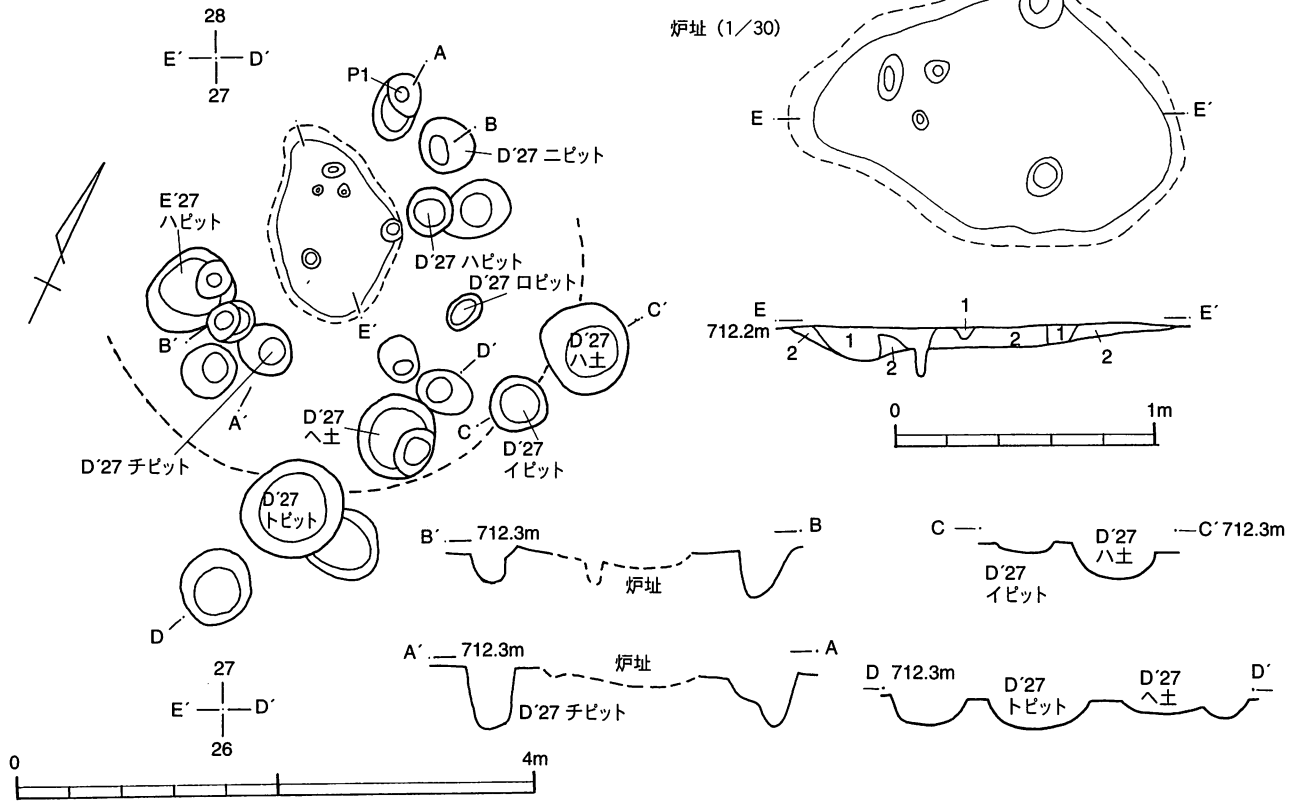 28
E´ D´
27
P1
A
B
D´27 ニピット
E´27
ハピット
D´27 ハピット
D´27 ロピット
E´
C´
D´27
ハ土
B´
D´
A´
D´27
ヘ土
C
D´27
イピット
D´27 チピット
D´27
トピット
D
27
E´ D´
26
0 4m
炉址（1／30）
E E´
E E´
712.2m
1
2 1 2 2 1 2
0 1m
B´ 712.3m B
炉址
C C´ 712.3m
D´27
ハ土
D´27
イピット
A´ 712.3m 炉址 A
D´27 チピット
D 712.3m D´
D´27
トピット
D´27
ヘ土